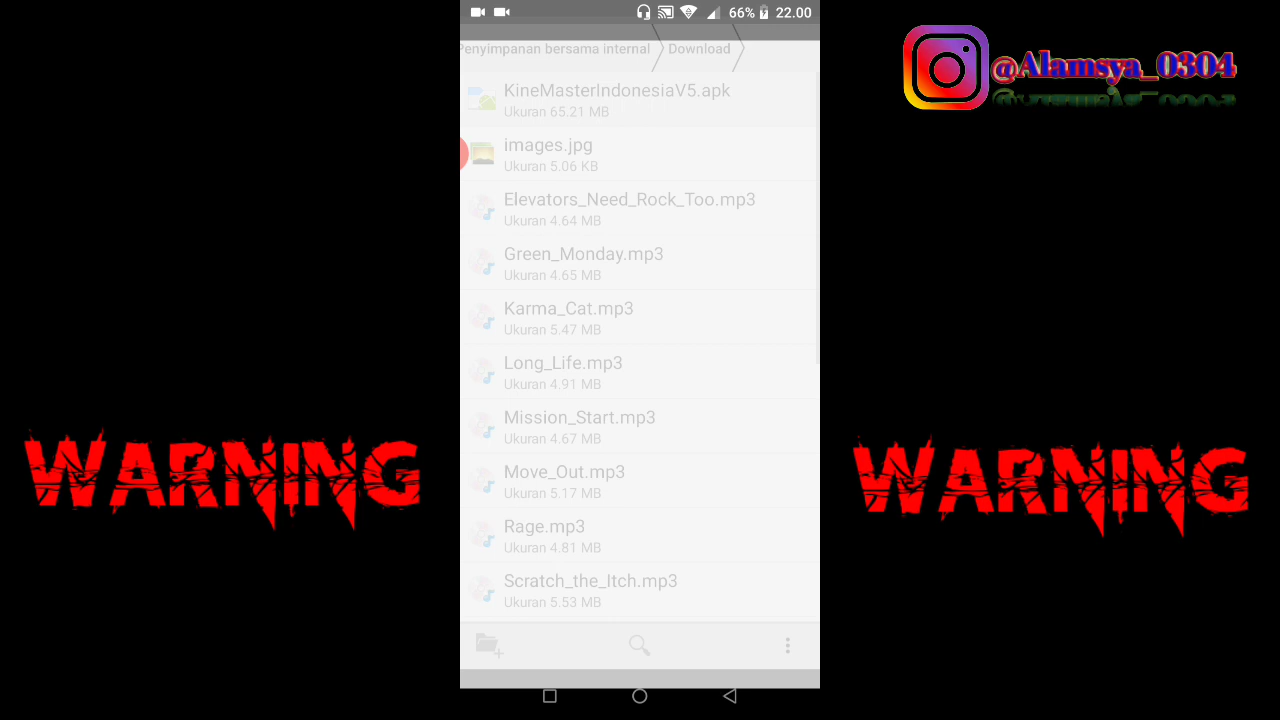 66% 22.00
Penyimpanan bersama internal Download
@Alamsya_0304
KineMasterIndonesiaV5.apk
Ukuran 65.21 MB
images.jpg
Ukuran 5.06 KB
Elevators_Need_Rock_Too.mp3
Ukuran 4.64 MB
Green_Monday.mp3
Ukuran 4.65 MB
Karma_Cat.mp3
Ukuran 5.47 MB
Long_Life.mp3
Ukuran 4.91 MB
Mission_Start.mp3
Ukuran 4.67 MB
Move_Out.mp3
Ukuran 5.17 MB
Rage.mp3
Ukuran 4.81 MB
Scratch_the_Itch.mp3
Ukuran 5.53 MB
WARNING
WARNING